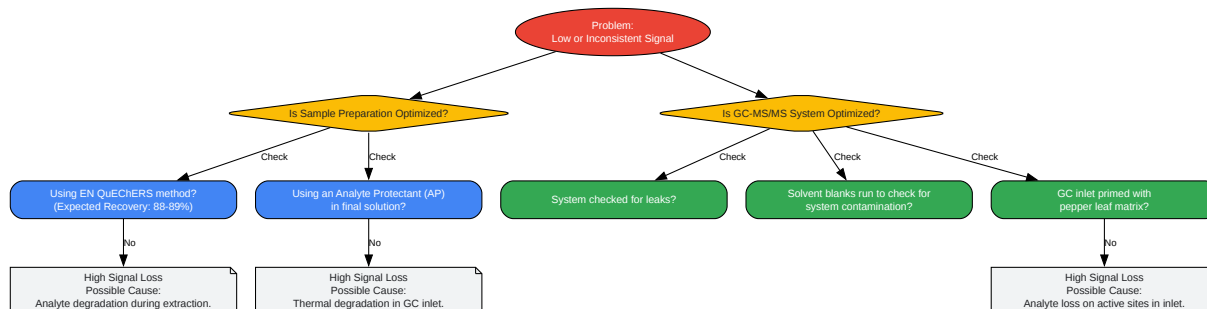 Problem:
Low or Inconsistent Signal
Is Sample Preparation Optimized?
Is GC-MS/MS System Optimized?
Check
Check
Check
Check
Check
Using EN QuEChERS method?
(Expected Recovery: 88-89%)
Using an Analyte Protectant (AP)
in final solution?
System checked for leaks?
Solvent blanks run to check for
system contamination?
GC inlet primed with
pepper leaf matrix?
No
No
No
High Signal Loss
Possible Cause:
Analyte degradation during extraction.
High Signal Loss
Possible Cause:
Thermal degradation in GC inlet.
High Signal Loss
Possible Cause:
Analyte loss on active sites in inlet.